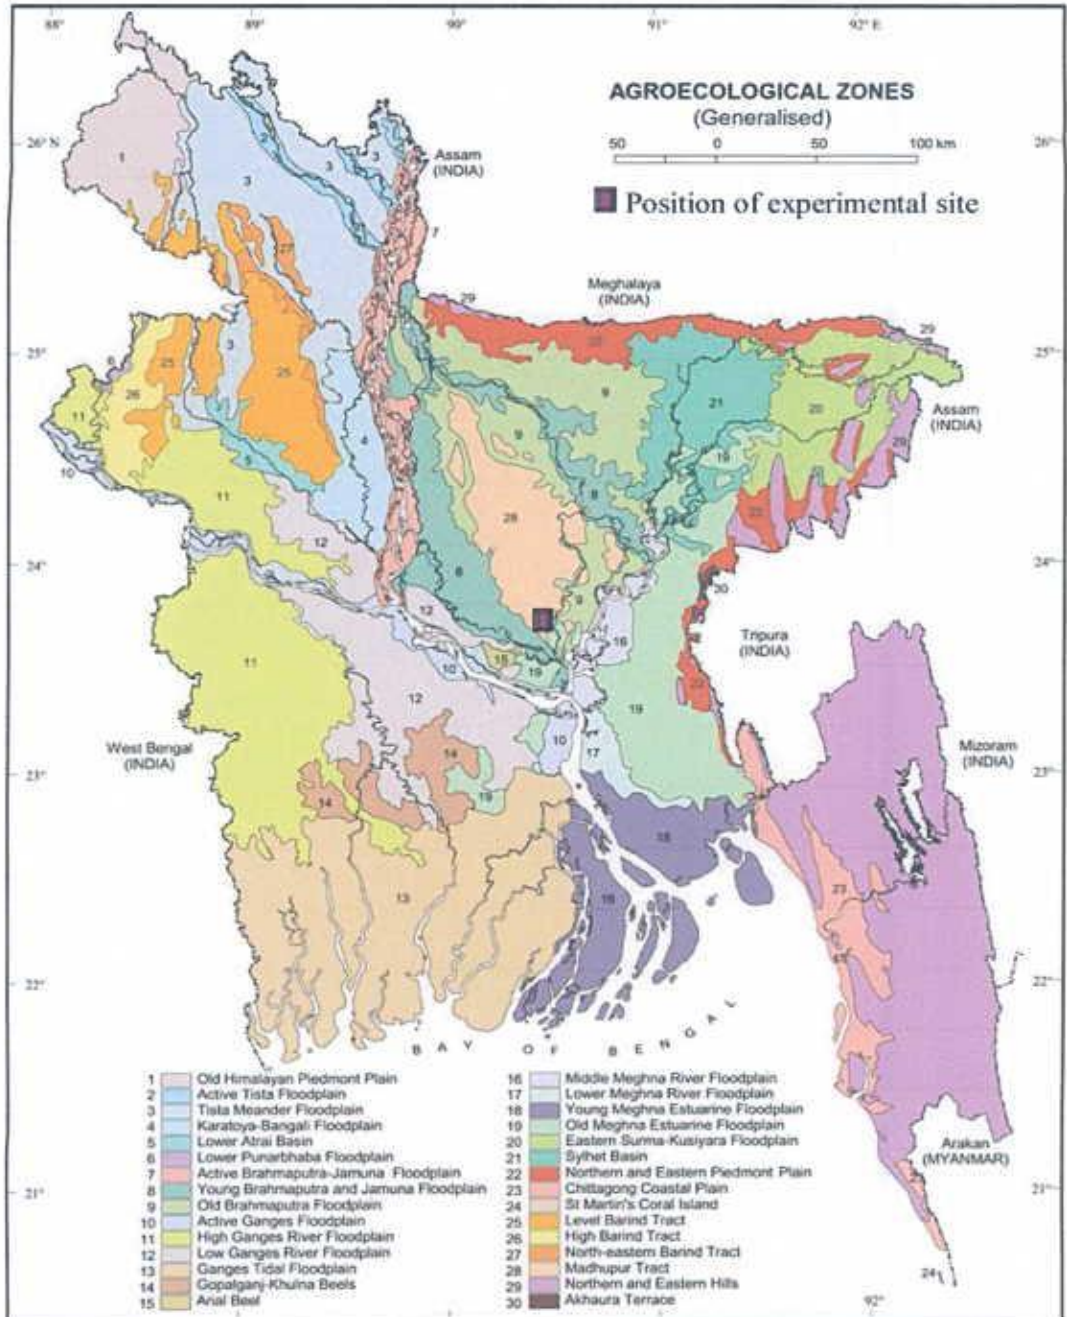 88° 89° 90° 91° 92° E
AGROECOLOGICAL ZONES
(Generalised)
50 0 50 100 km
Position of experimental site
26° N
26°
Assam
(INDIA)
Meghalaya
(INDIA)
25°
25°
Assam
(INDIA)
24°
24°
Tripura
(INDIA)
West Bengal
(INDIA)
Mizoram
(INDIA)
23°
23°
22°
22°
BAY OF BENGAL
Arakan
(MYANMAR)
21°
21°
92°
1 Old Himalayan Piedmont Plain
2 Active Tista Floodplain
3 Tista Meander Floodplain
4 Karatoya-Bangali Floodplain
5 Lower Atrai Basin
6 Lower Punarbhaba Floodplain
7 Active Brahmaputra-Jamuna Floodplain
8 Young Brahmaputra and Jamuna Floodplain
9 Old Brahmaputra Floodplain
10 Active Ganges Floodplain
11 High Ganges River Floodplain
12 Low Ganges River Floodplain
13 Ganges Tidal Floodplain
14 Gopalganj-Khulna Beels
15 Arial Beel
16 Middle Meghna River Floodplain
17 Lower Meghna River Floodplain
18 Young Meghna Estuarine Floodplain
19 Old Meghna Estuarine Floodplain
20 Eastern Surma-Kusiyara Floodplain
21 Sylhet Basin
22 Northern and Eastern Piedmont Plain
23 Chittagong Coastal Plain
24 St Martin's Coral Island
25 Level Barind Tract
26 High Barind Tract
27 North-eastern Barind Tract
28 Madhupur Tract
29 Northern and Eastern Hills
30 Akhaura Terrace